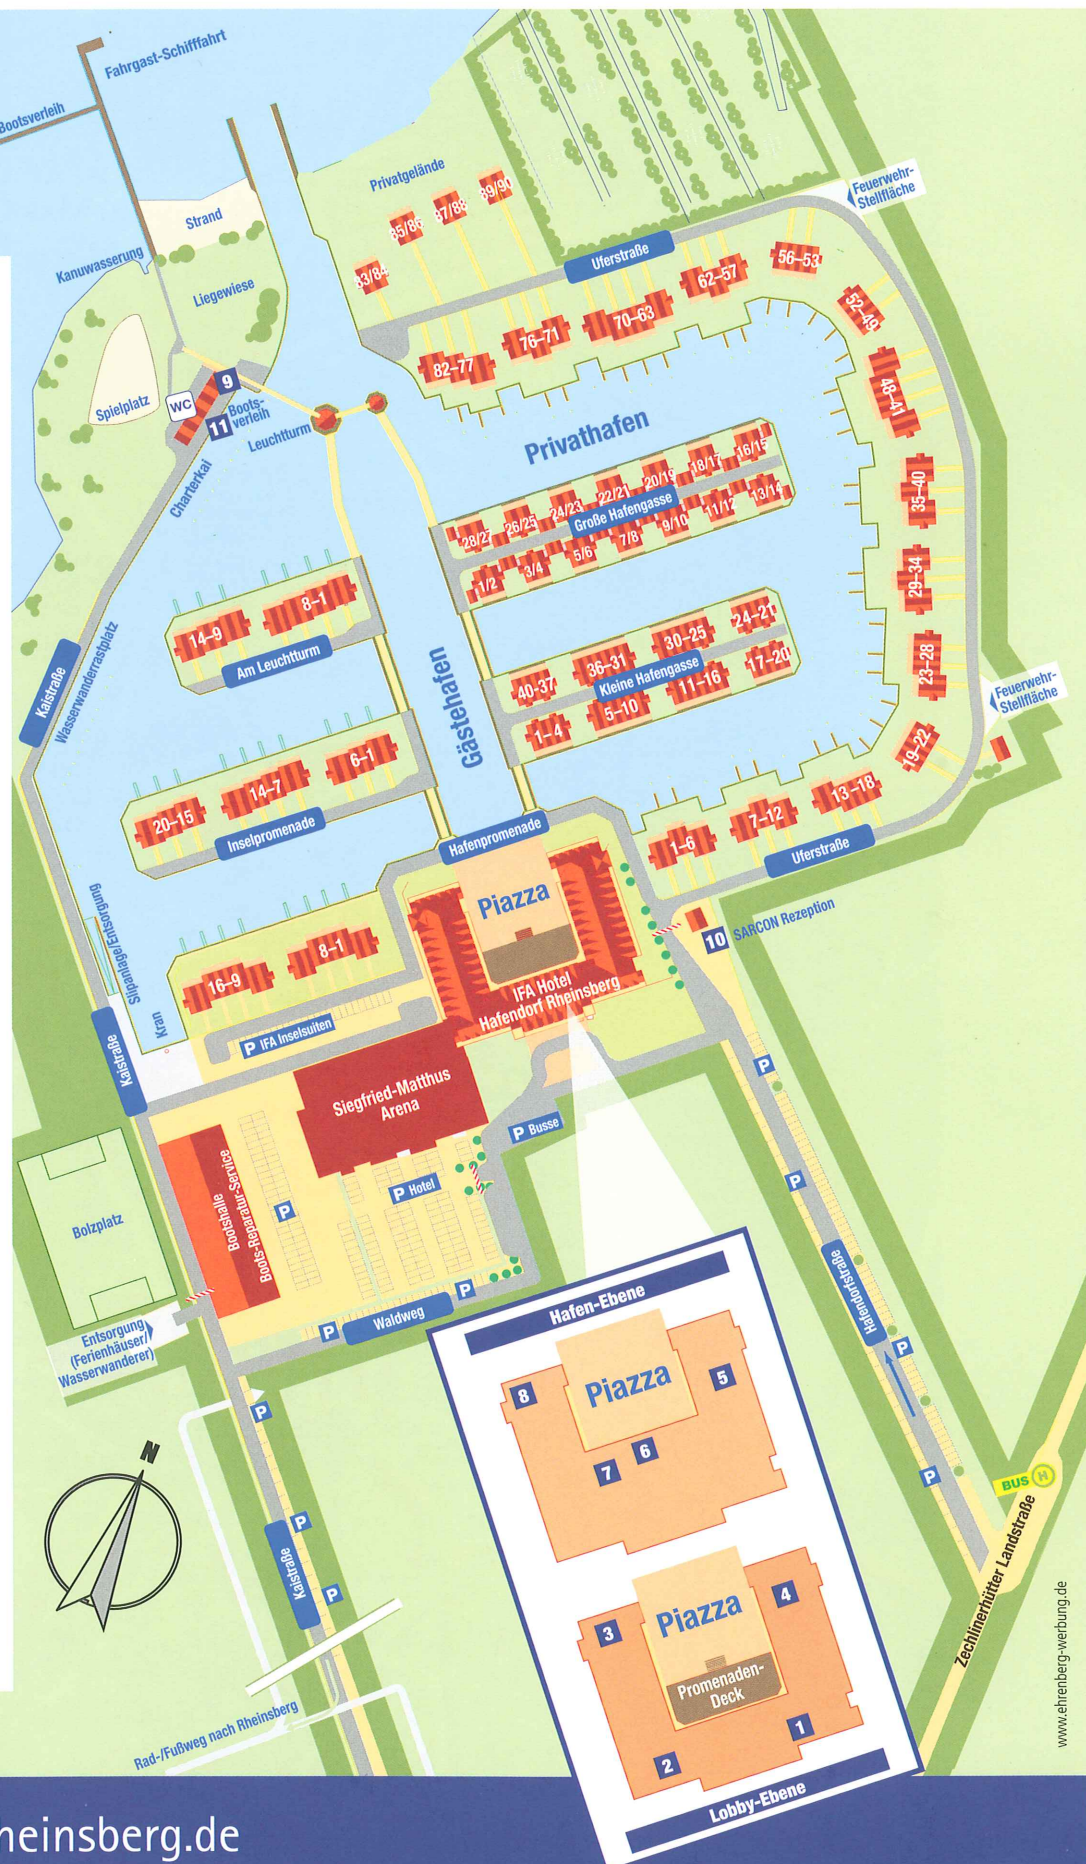 Fahrgast-Schifffahrt
Bootsverleih
Privatgelände
Feuerwehr-
Stellfläche
Strand
Kanuwasserung
Liegewiese
Uferstraße
83/84
85/86
87/88
89/90
82–77
76–71
70–63
62–57
56–53
52–49
48–41
35–40
29–34
23–28
19–22
13–18
7–12
1–6
Spielplatz
WC
9
11
Boots-
verleih
Leuchtturm
Charterkai
Privathafen
28/27
26/25
24/23
22/21
20/19
18/17
16/15
Große Hafengasse
1/2
3/4
5/6
7/8
9/10
11/12
13/14
14–9
8–1
Am Leuchtturm
Kaistraße
Wasserwanderrastplatz
Gästehafen
40-37
36–31
30–25
24–21
Kleine Hafengasse
1–4
5–10
11–16
17–20
Feuerwehr-
Stellfläche
20–15
14–7
6–1
Inselpromenade
Hafenpromenade
Uferstraße
Piazza
10
SARCON Rezeption
Slipanlage/Entsorgung
Kran
16–9
8–1
IFA Hotel
Hafendorf Rheinsberg
P IFA Inselsuiten
Kaistraße
Siegfried-Matthus
Arena
P
P Busse
P Hotel
P
Bolzplatz
Bootshalle
Boots-Reparatur-Service
P
P
Waldweg
P
Entsorgung
(Ferienhäuser/
Wasserwanderer)
Hafendorfstraße
P
P
P
N
Kaistraße
P
P
BUS H
Zechlinerhütter Landstraße
Hafen-Ebene
Piazza
8
5
6
7
Piazza
3
4
Promenaden-
Deck
1
2
Lobby-Ebene
Rad-/Fußweg nach Rheinsberg
www.ehrenberg-werbung.de
heinsberg.de